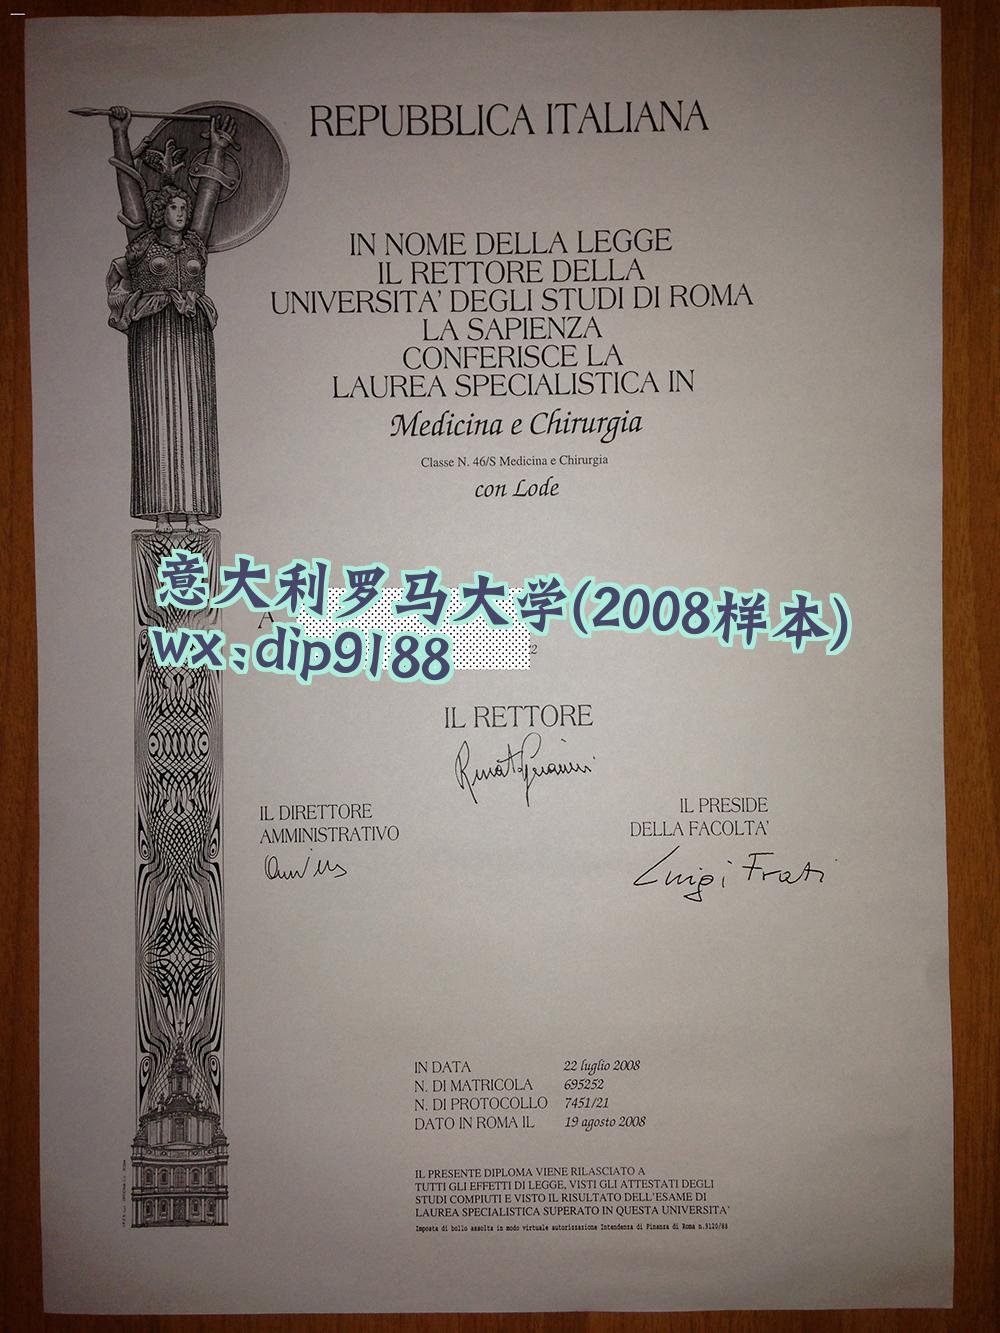 REPUBBLICA ITALIANA
IN NOME DELLA LEGGE
IL RETTORE DELLA
UNIVERSITA' DEGLI STUDI DI ROMA
LA SAPIENZA
CONFERISCE LA
LAUREA SPECIALISTICA IN
Medicina e Chirurgia
Classe N. 46/S Medicina e Chirurgia
con Lode
意大利罗马大学(2008样本)
A
wx:dip9188
2
IL RETTORE
IL DIRETTORE
AMMINISTRATIVO
IL PRESIDE
DELLA FACOLTA'
Luigi Frati
IN DATA 22 luglio 2008
N. DI MATRICOLA 695252
N. DI PROTOCOLLO 7451/21
DATO IN ROMA IL 19 agosto 2008
IL PRESENTE DIPLOMA VIENE RILASCIATO A
TUTTI GLI EFFETTI DI LEGGE, VISTI GLI ATTESTATI DEGLI
STUDI COMPIUTI E VISTO IL RISULTATO DELL'ESAME DI
LAUREA SPECIALISTICA SUPERATO IN QUESTA UNIVERSITA'
Imposta di bollo assolta in modo virtuale autorizzazione Intendenza di Finanza di Roma n.9120/88